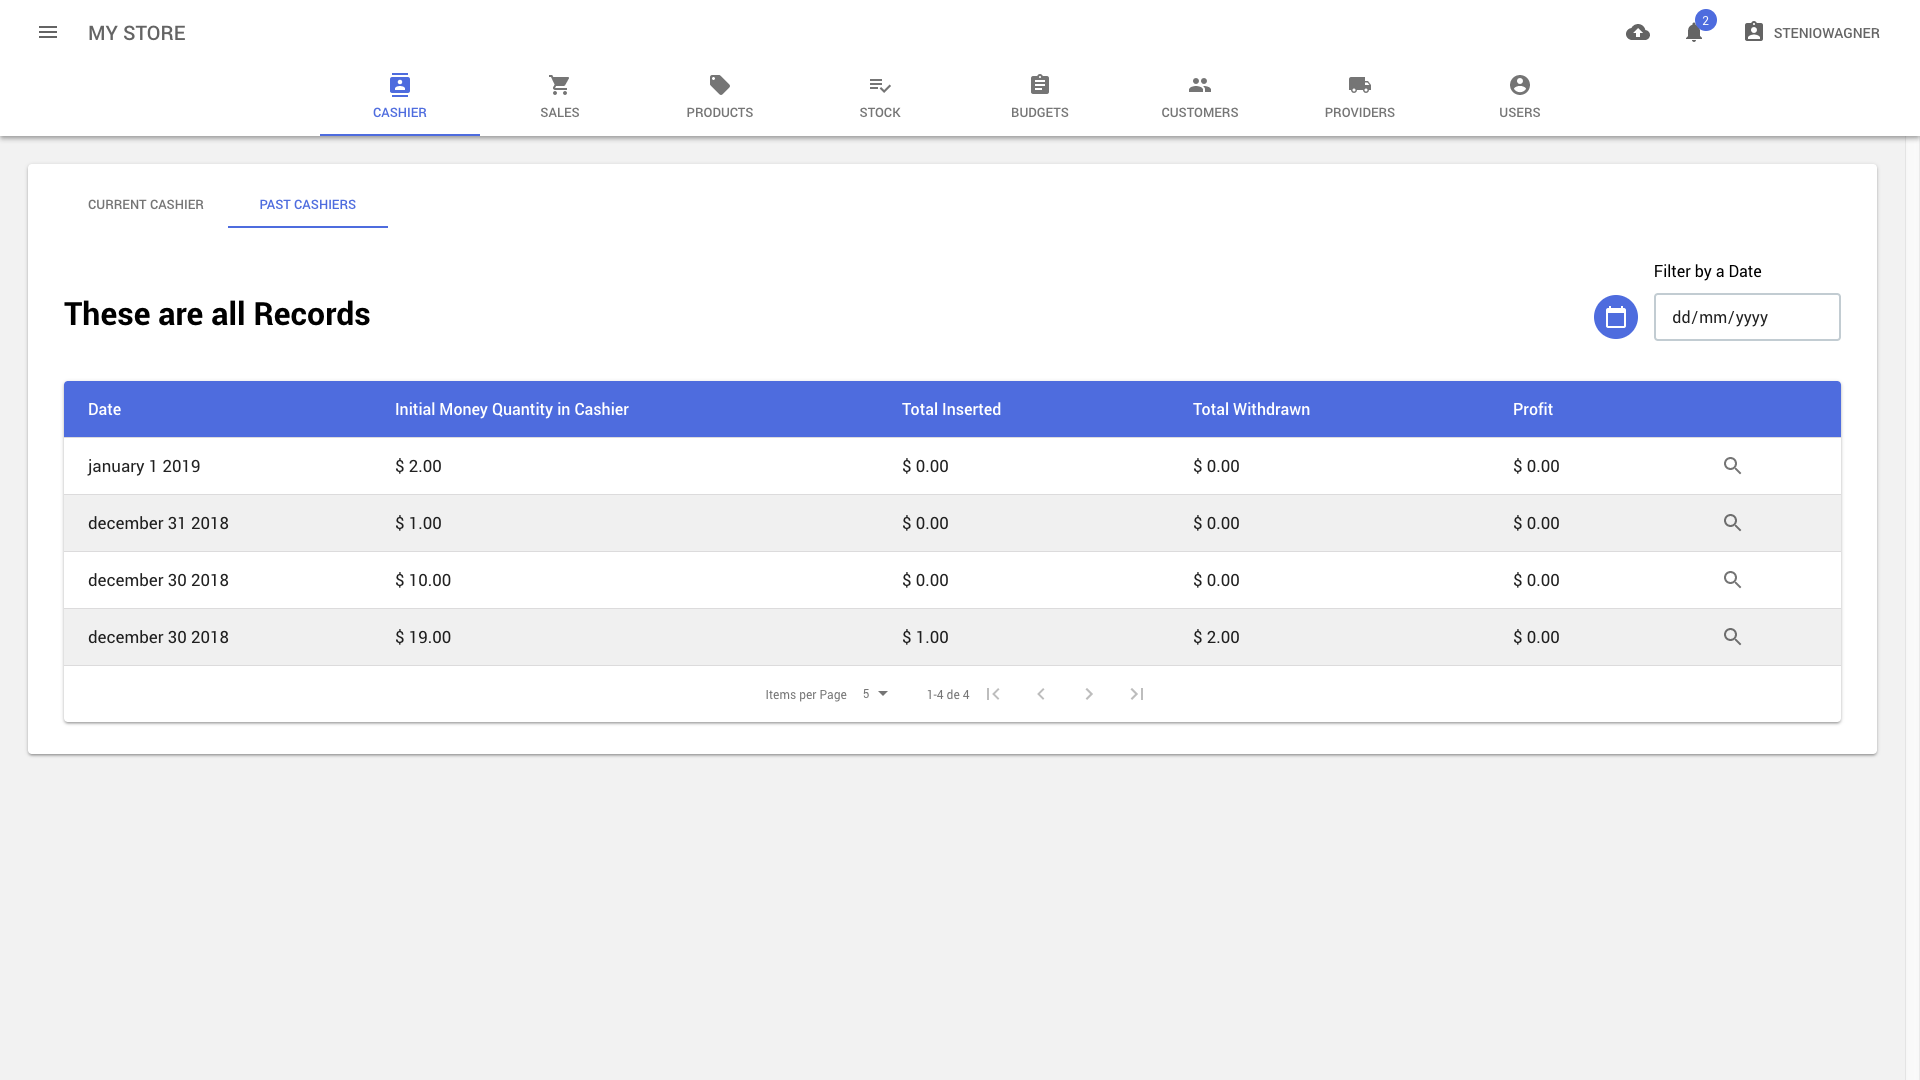 MY STORE
2
STENIOWAGNER
CASHIER SALES PRODUCTS STOCK BUDGETS CUSTOMERS PROVIDERS USERS
CURRENT CASHIER PAST CASHIERS
Filter by a Date
These are all Records
dd/mm/yyyy
Date Initial Money Quantity in Cashier Total Inserted Total Withdrawn Profit
january 1 2019 $ 2.00 $ 0.00 $ 0.00 $ 0.00
december 31 2018 $ 1.00 $ 0.00 $ 0.00 $ 0.00
december 30 2018 $ 10.00 $ 0.00 $ 0.00 $ 0.00
december 30 2018 $ 19.00 $ 1.00 $ 2.00 $ 0.00
Items per Page 5 1-4 de 4